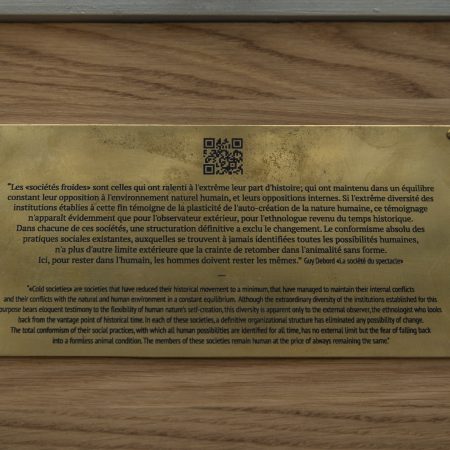 "Les «sociétés froides» sont celles qui ont ralenti à l'extrême leur part d'histoire; qui ont maintenu dans un équilibre
constant leur opposition à l'environnement naturel humain, et leurs oppositions internes. Si l'extrême diversité des
institutions établies à cette fin témoigne de la plasticité de l'auto-création de la nature humaine, ce témoignage
n'apparaît évidemment que pour l'observateur extérieur, pour l'ethnologue revenu du temps historique.
Dans chacune de ces sociétés, une structuration définitive a exclu le changement. Le conformisme absolu des
pratiques sociales existantes, auxquelles se trouvent à jamais identifiées toutes les possibilités humaines,
n'a plus d'autre limite extérieure que la crainte de retomber dans l'animalité sans forme.
Ici, pour rester dans l'humain, les hommes doivent rester les mêmes." Guy Debord «La société du spectacle»
—
"«Cold societies» are societies that have reduced their historical movement to a minimum, that have managed to maintain their internal conflicts
and their conflicts with the natural and human environment in a constant equilibrium. Although the extraordinary diversity of the institutions established for this
purpose bears eloquent testimony to the flexibility of human nature's self-creation, this diversity is apparent only to the external observer, the ethnologist who looks
back from the vantage point of historical time. In each of these societies, a definitive organizational structure has eliminated any possibility of change.
The total conformism of their social practices, with which all human possibilities are identified for all time, has no external limit but the fear of falling back
into a formless animal condition. The members of these societies remain human at the price of always remaining the same."